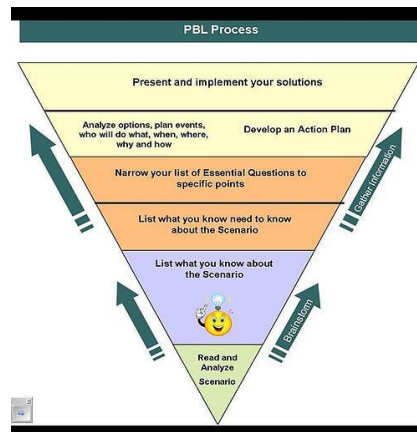 PBL Process
Present and implement your solutions
Analyze options, plan events,
who will do what, when, where,
why and how
Develop an Action Plan
Narrow your list of Essential Questions to
specific points
Gather Information
List what you know need to know
about the Scenario
List what you know about
the Scenario
Brainstorm
Read and
Analyze
Scenario